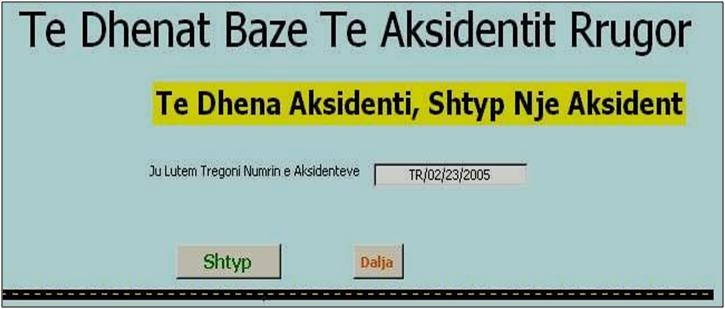 Te Dhenat Baze Te Aksidentit Rrugor
Te Dhena Aksidenti, Shtyp Nje Aksident
Ju Lutem Tregoni Numrin e Aksidenteve TR/02/23/2005
Shtyp Dalja